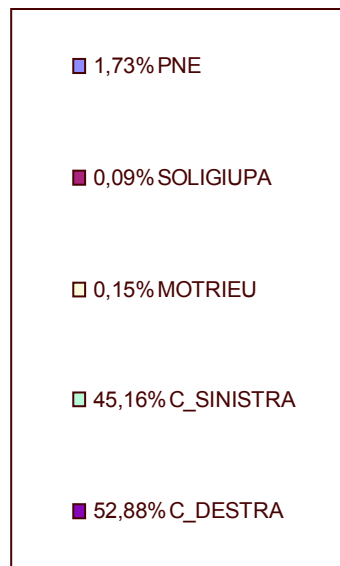 1,73% PNE
0,09% SOLIGIUPA
0,15% MOTRIEU
45,16% C_SINISTRA
52,88% C_DESTRA